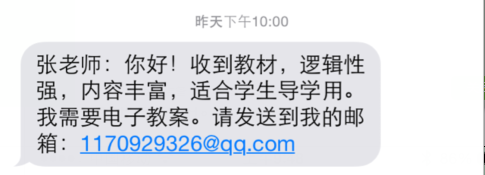 昨天下午10:00
张老师：你好！收到教材，逻辑性
强，内容丰富，适合学生导学用。
我需要电子教案。请发送到我的邮
箱：1170929326@qq.com